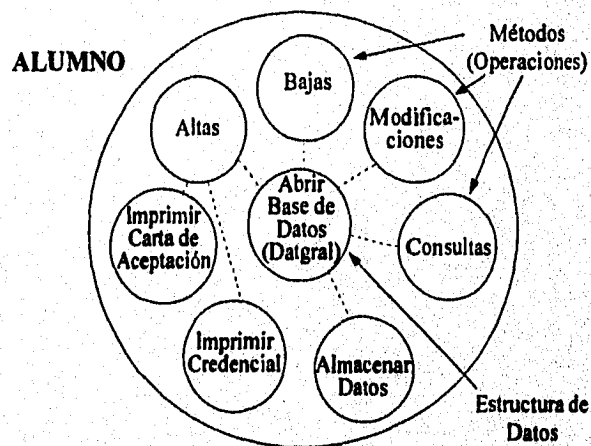 ALUMNO
Métodos
(Operaciones)
Bajas
Altas
Modifica-
ciones
Abrir
Base de
Datos
(Datgral)
Imprimir
Carta de
Aceptación
Consultas
Imprimir
Credencial
Almacenar
Datos
Estructura de
Datos